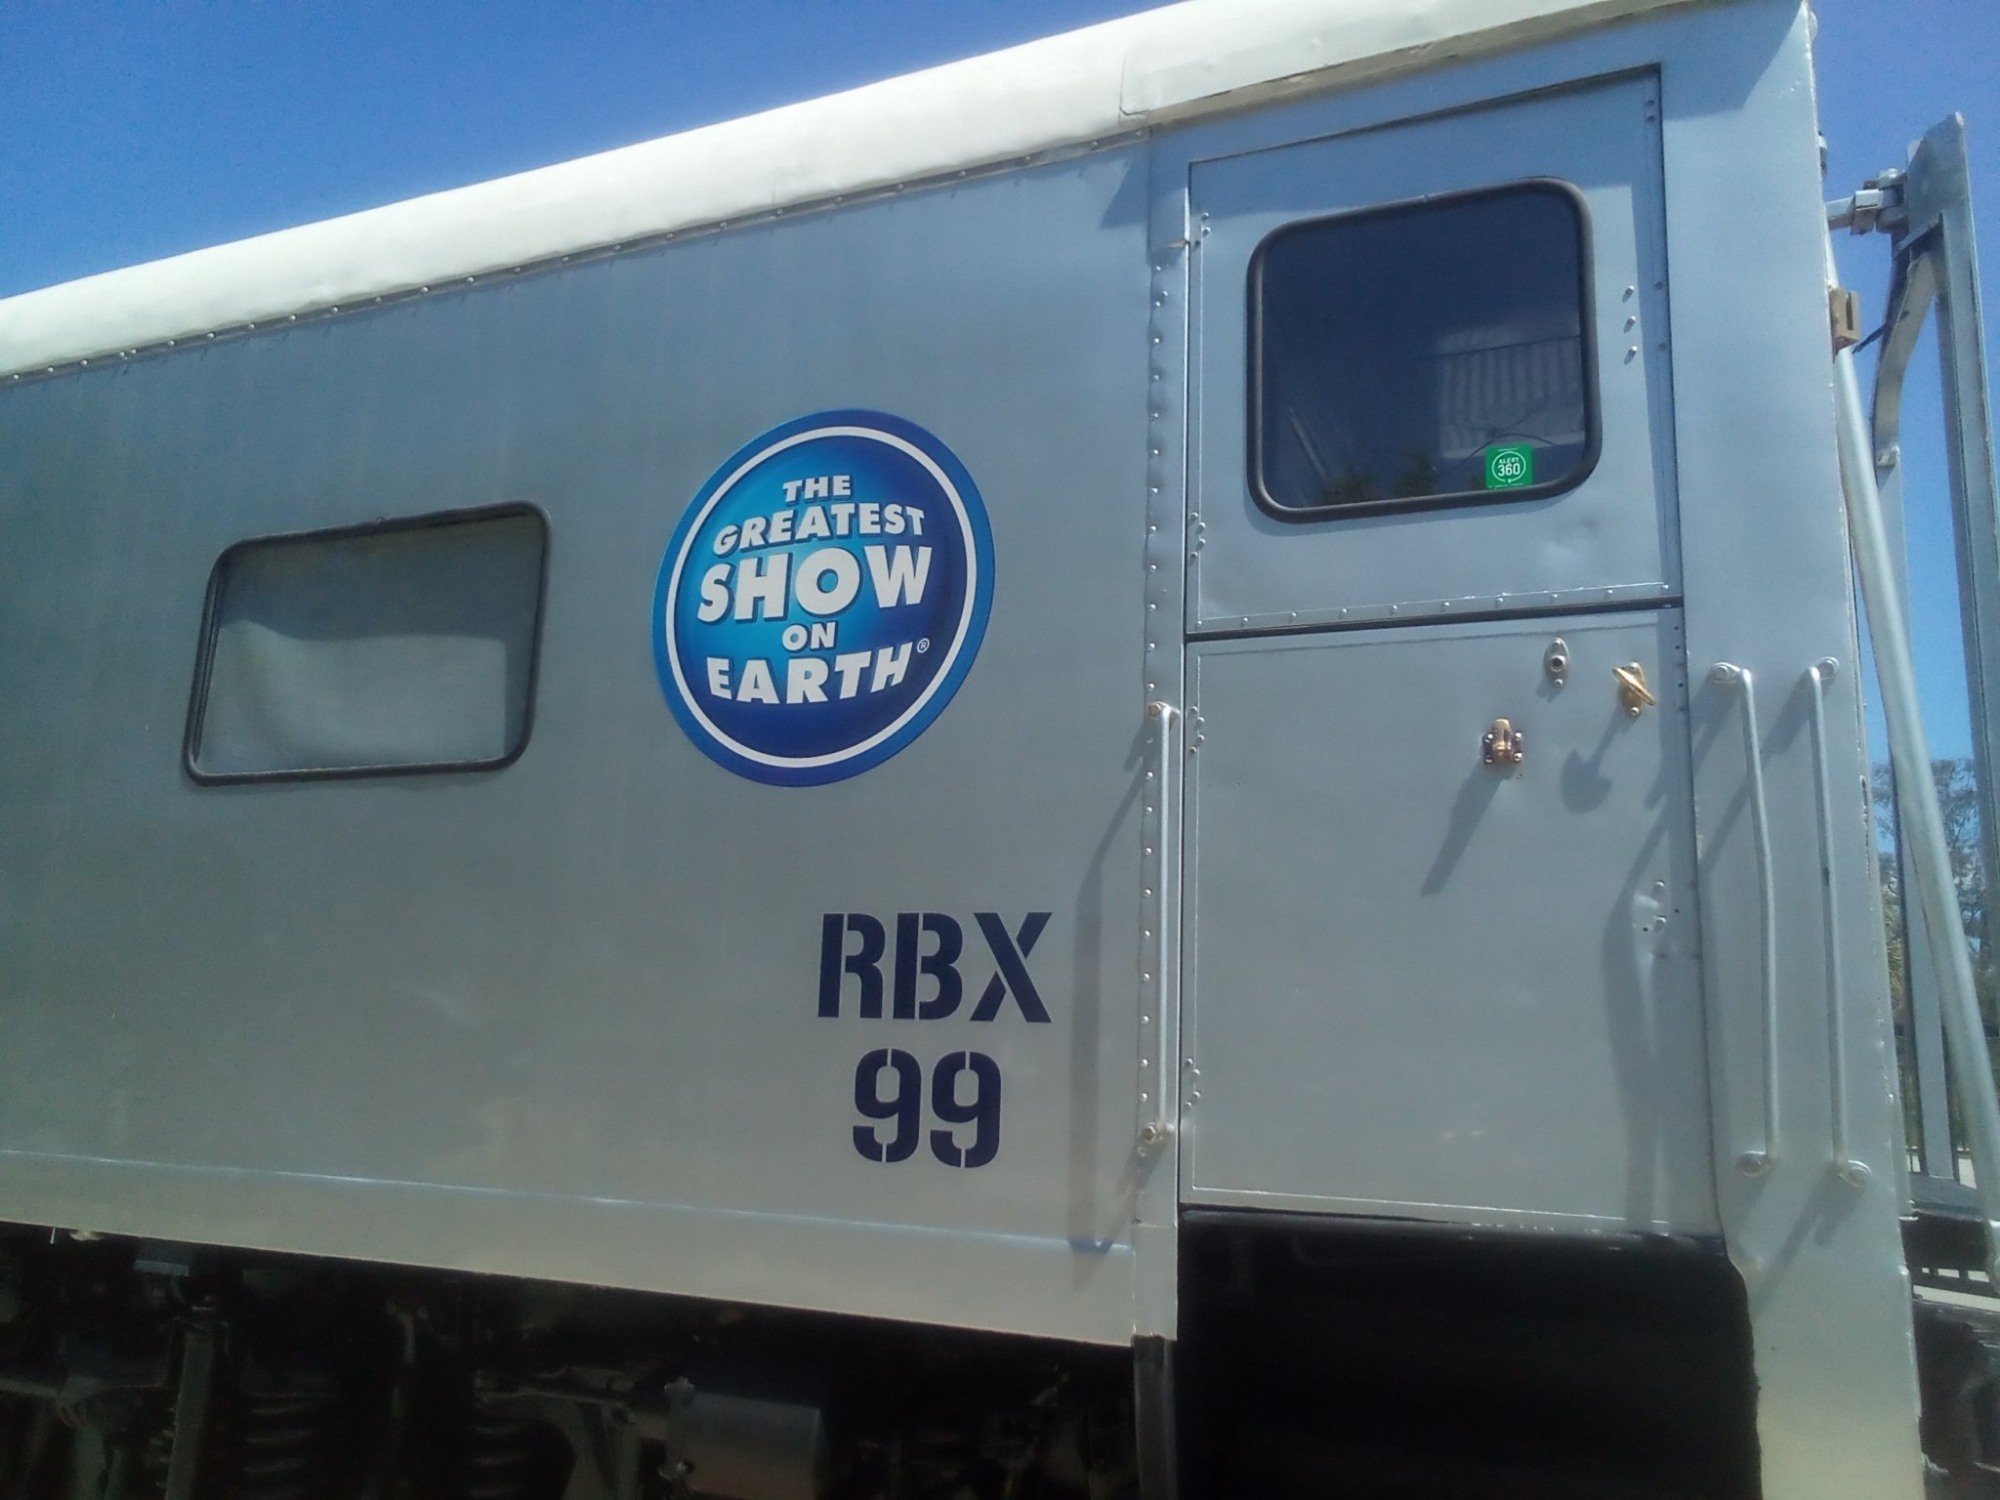 THE
GREATEST
SHOW
ON
EARTH®
ALERT
360
RBX
99